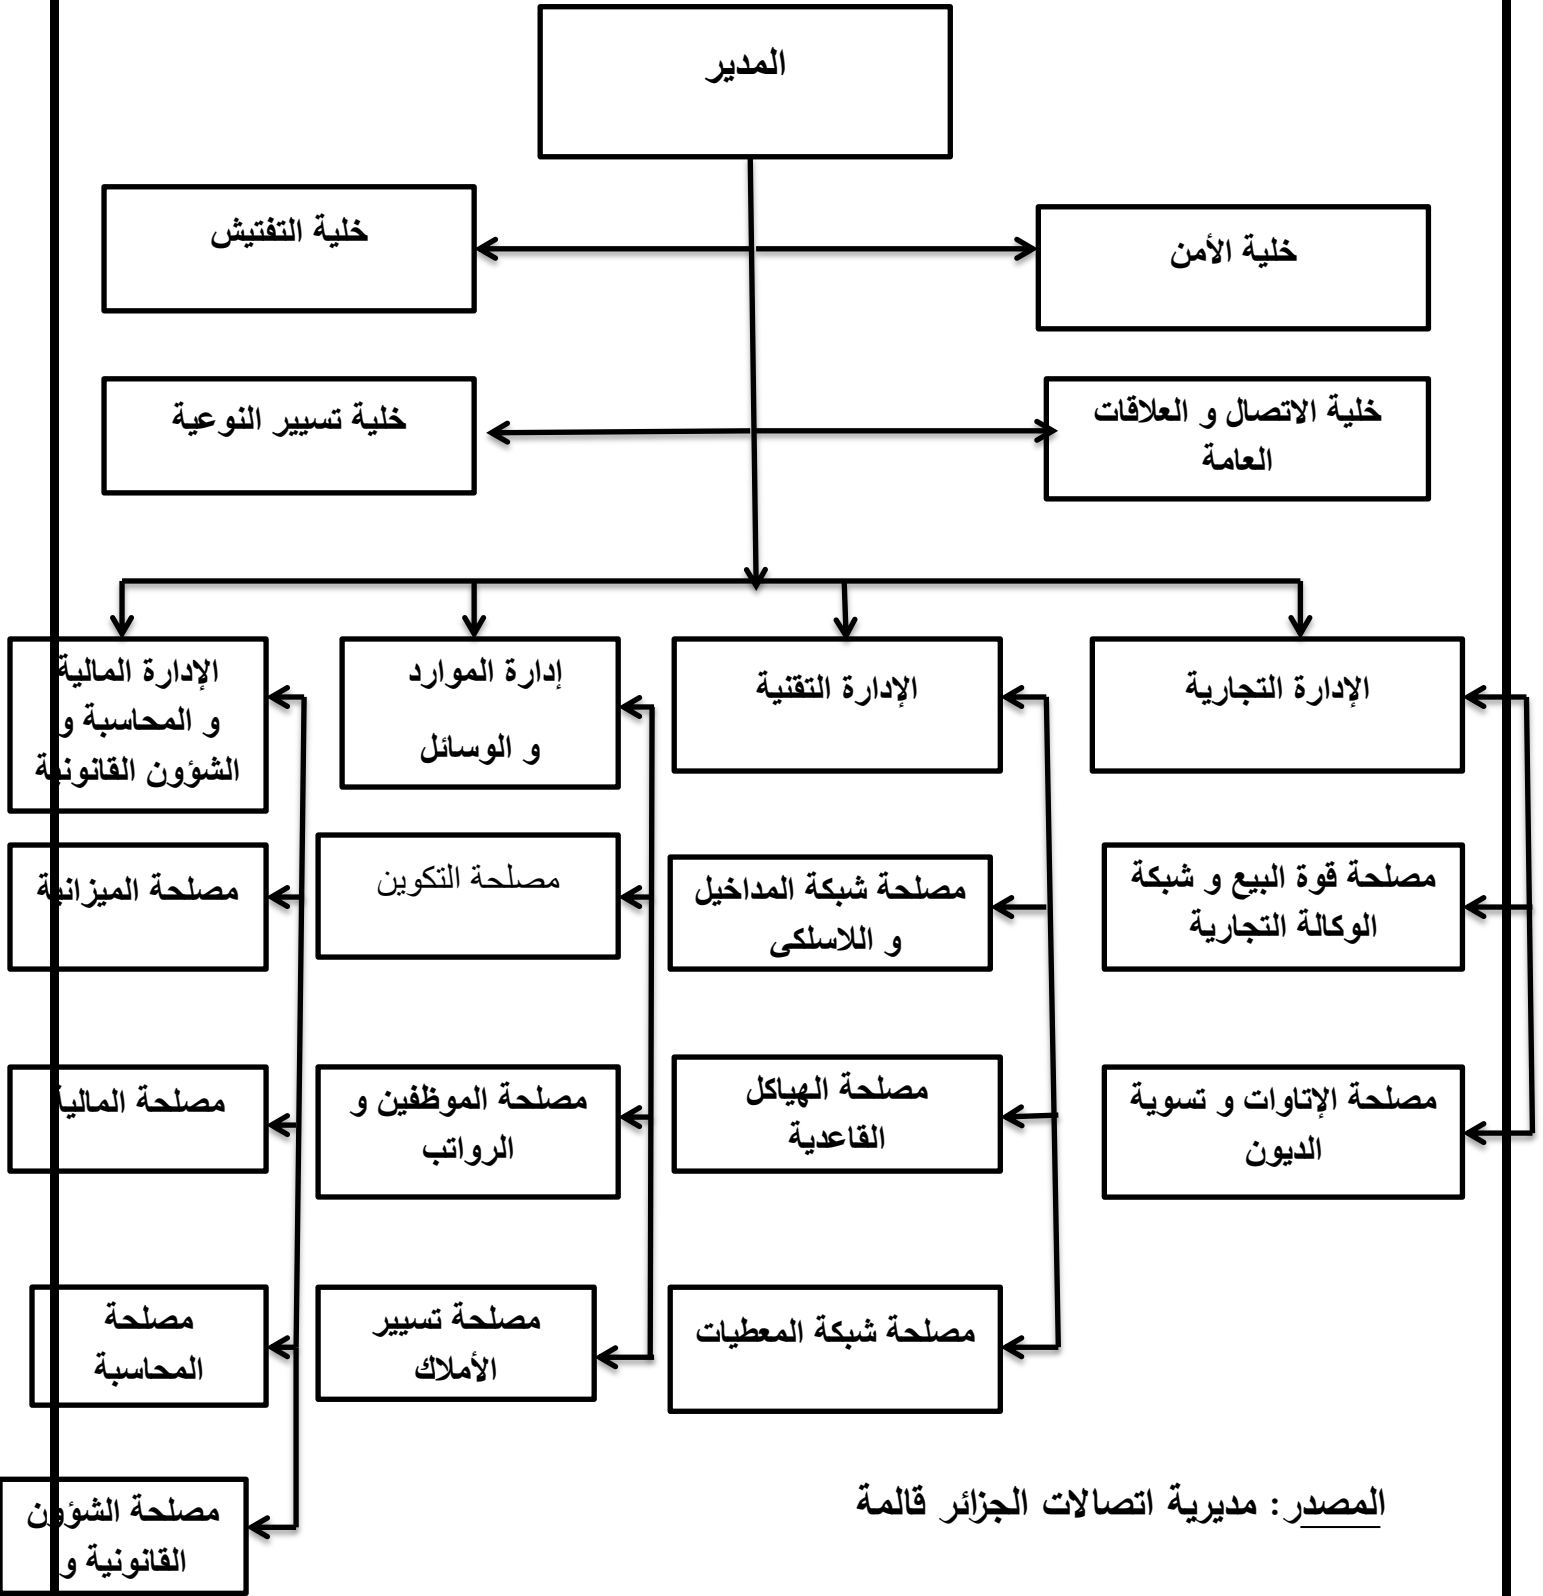 المدير
خلية الأمن
خلية التفتيش
خلية الاتصال و العلاقات
العامة
خلية تسيير النوعية
الإدارة التجارية
الإدارة التقنية
إدارة الموارد
و الوسائل
الإدارة المالية
و المحاسبة و
الشؤون القانونية
مصلحة قوة البيع و شبكة
الوكالة التجارية
مصلحة شبكة المداخيل
و اللاسلكي
مصلحة التكوين
مصلحة الميزانية
مصلحة الإتاوات و تسوية
الديون
مصلحة الهياكل
القاعدية
مصلحة الموظفين و
الرواتب
مصلحة المالية
مصلحة شبكة المعطيات
مصلحة تسيير
الأملاك
مصلحة
المحاسبة
مصلحة الشؤون
القانونية و
المصدر: مديرية اتصالات الجزائر قالمة